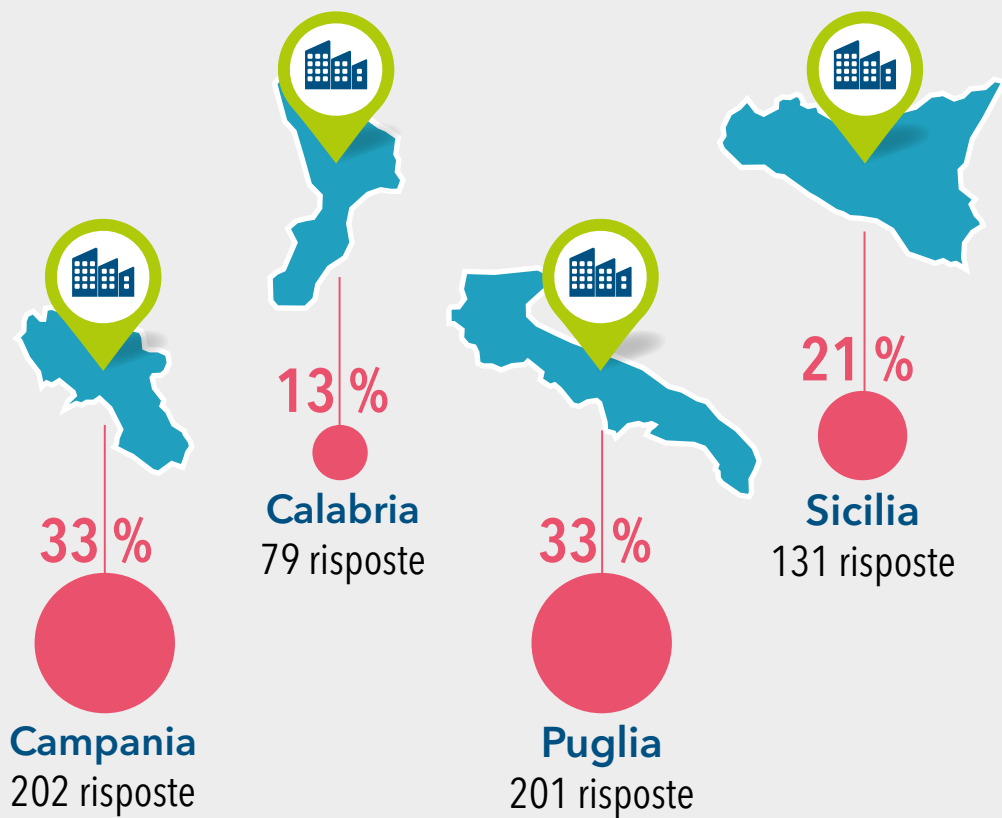 33 %
Campania
202 risposte
13 %
Calabria
79 risposte
33 %
Puglia
201 risposte
21 %
Sicilia
131 risposte